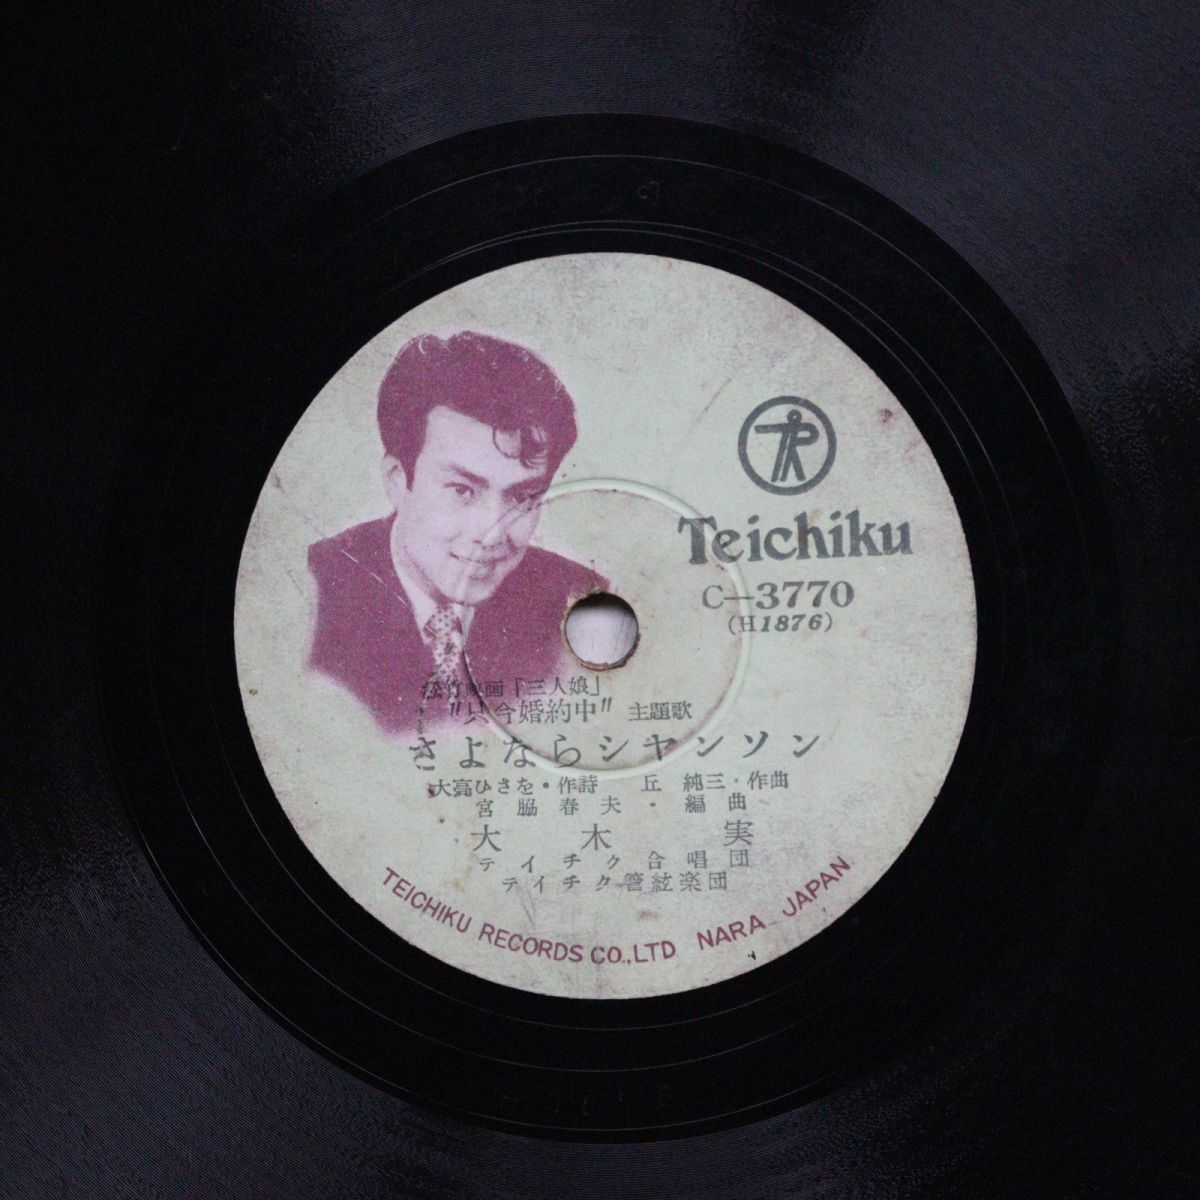 Teichiku
C—3770
(H1876)
松竹映画「三人娘」
"只今婚約中" 主題歌
さよならシヤンソン
大高ひさを・作詩 丘 純三・作曲
宮脇春夫・編曲
大木実
テイチク合唱団
テイチク管絃楽団
TEICHIKU RECORDS CO.,LTD NARA JAPAN